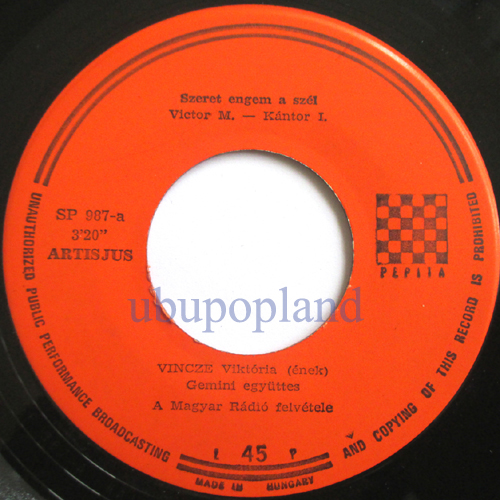 Szeret engem a szél
Victor M. — Kántor I.
SP 987-a
3'20"
ARTISJUS
PEPITA
ubupopland
VINCZE Viktória (ének)
Gemini együttes
A Magyar Rádió felvétele
45
MADE IN HUNGARY
UNAUTHORIZED PUBLIC PERFORMANCE BROADCASTING AND COPYING OF THIS RECORD IS PROHIBITED